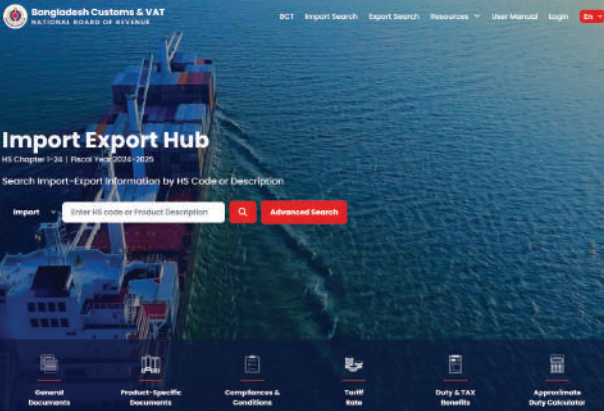 Bangladesh Customs & VAT
NATIONAL BOARD OF REVENUE
BCT Import Search Export Search Resources User Manual Login En
Import Export Hub
HS Chapter 1-24 | Fiscal Year 2024-2025
Search Import-Export Information by HS Code or Description
Import Enter HS code or Product Description Advanced Search
General Documents
Product-Specific Documents
Compliances & Conditions
Tariff Rate
Duty & TAX Benefits
Approximate Duty Calculator